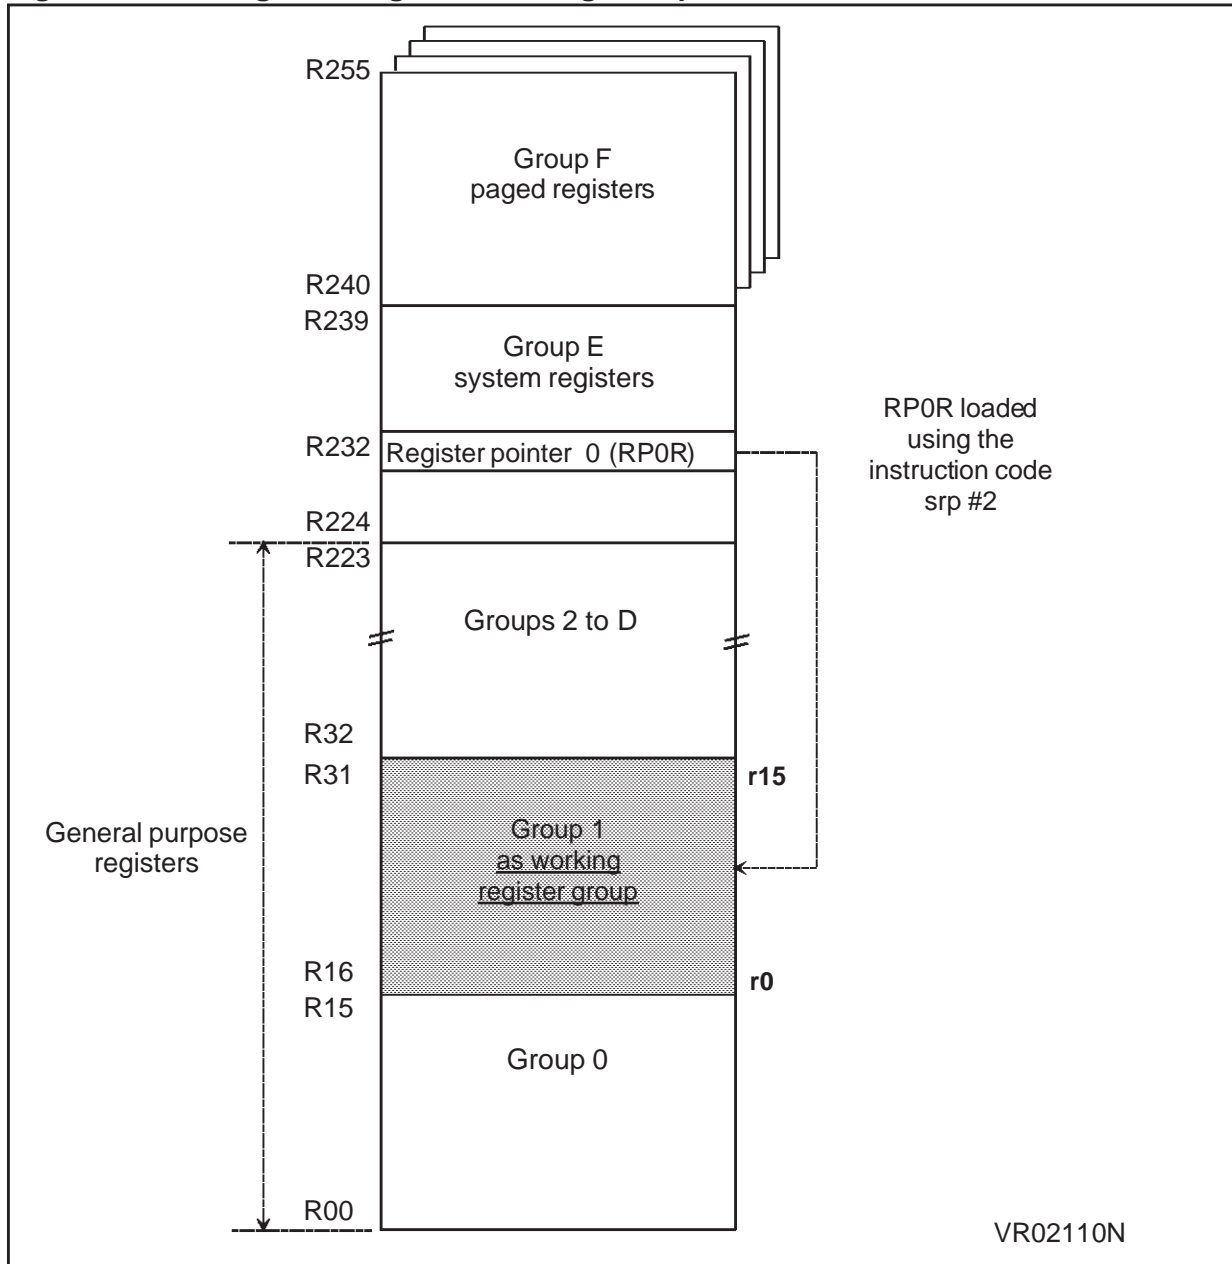 R255
Group F
paged registers
R240
R239
Group E
system registers
RP0R loaded
using the
instruction code
srp #2
R232
Register pointer 0 (RP0R)
R224
R223
Groups 2 to D
R32
R31
r15
General purpose
registers
Group 1
as working
register group
R16
r0
R15
Group 0
R00
VR02110N